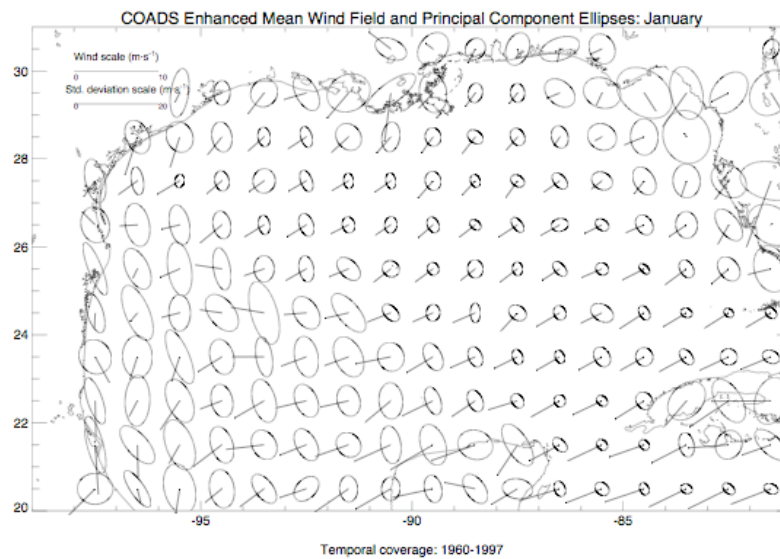 COADS Enhanced Mean Wind Field and Principal Component Ellipses: January
Wind scale (m-s⁻¹)
0 10
Std. deviation scale (m-s⁻¹)
0 20
30
28
26
24
22
20
-95 -90 -85
Temporal coverage: 1960-1997